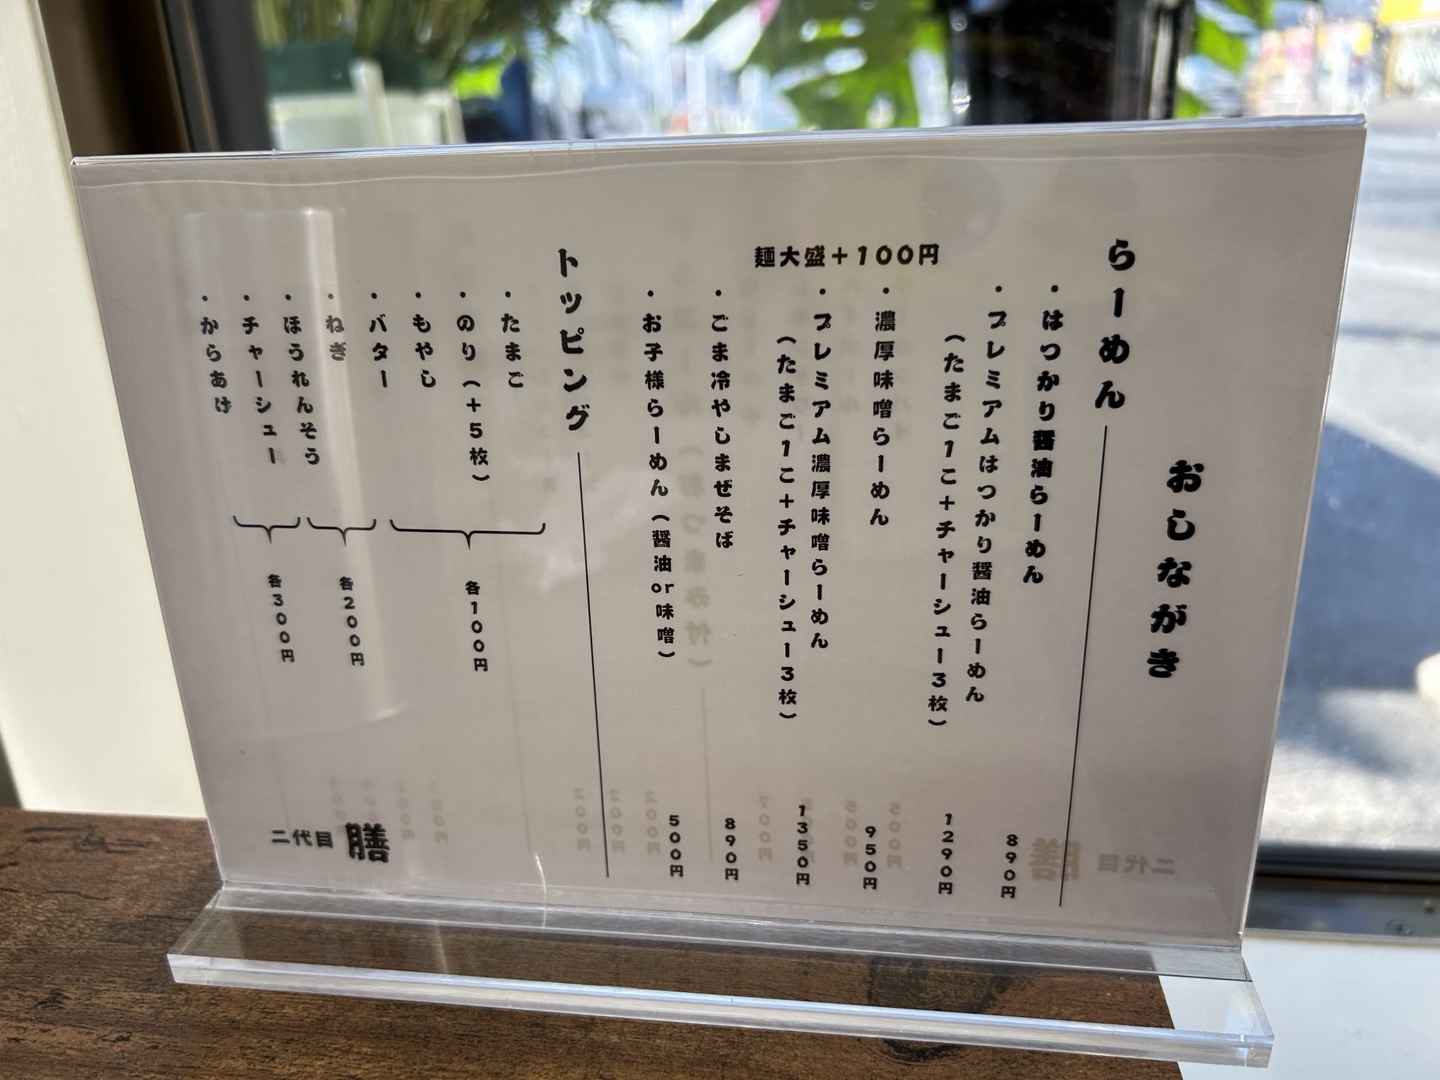 おしながき
らーめん
・はつかり醤油らーめん 890円
・プレミアムはつかり醤油らーめん
（たまご1こ＋チャーシュー3枚） 1290円
麺大盛＋100円
・濃厚味噌らーめん 950円
・プレミアム濃厚味噌らーめん
（たまご1こ＋チャーシュー3枚） 1350円
・ごま冷やしまぜそば 890円
・お子様らーめん（醤油or味噌） 500円
トッピング
・たまご
・のり（＋5枚）
・もやし
各100円
・バター
・ねぎ
各200円
・ほうれんそう
・チャーシュー
各300円
・からあげ
二代目 膳